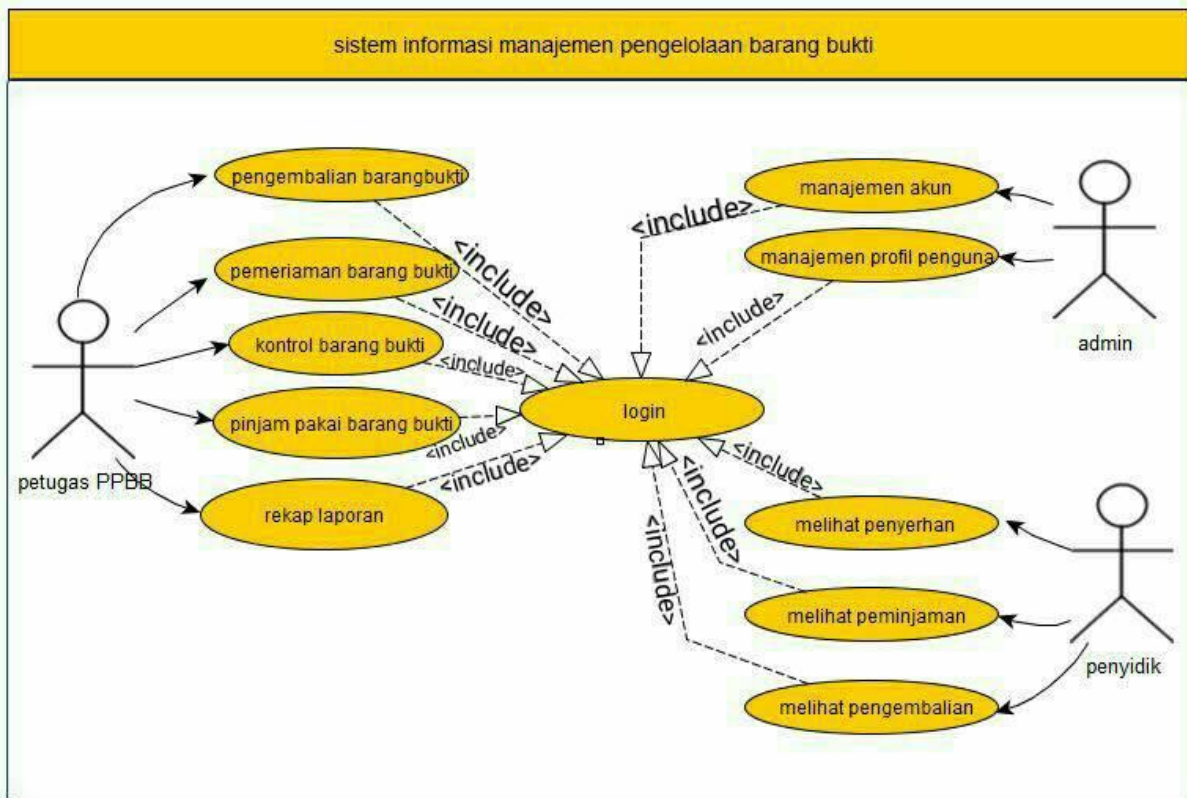 sistem informasi manajemen pengelolaan barang bukti
pengembalian barangbukti
<include>
pemeriaman barang bukti
<include>
kontrol barang bukti
<include>
pinjam pakai barang bukti
<include>
rekap laporan
<include>
petugas PPBB
login
manajemen akun
<include>
manajemen profil penguna
<include>
admin
melihat penyerhan
<include>
melihat peminjaman
<include>
melihat pengembalian
<include>
penyidik